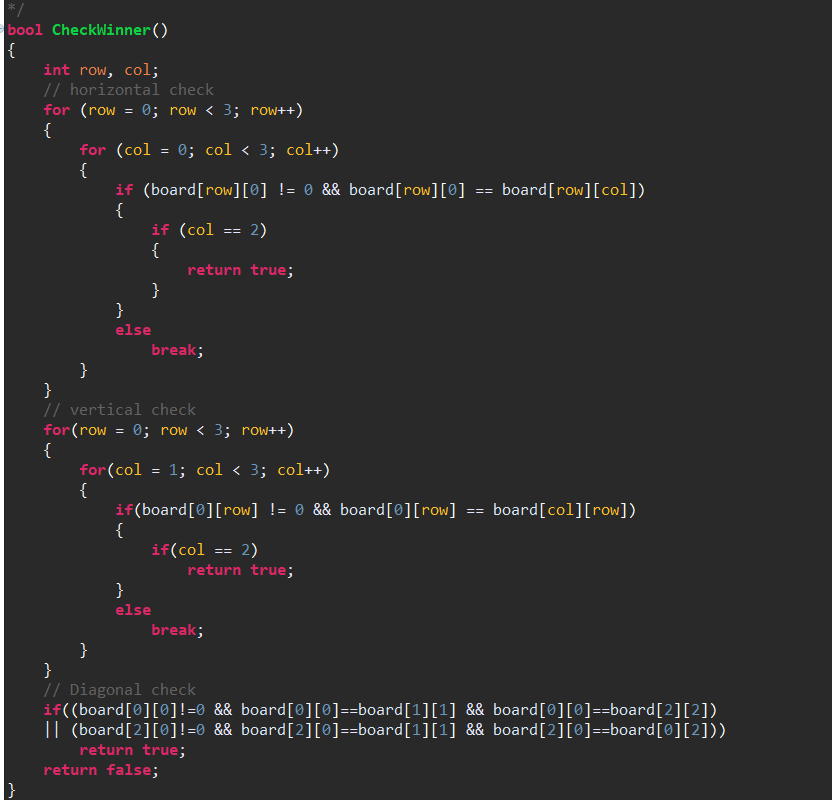 */
bool CheckWinner()
{
    int row, col;
    // horizontal check
    for (row = 0; row < 3; row++)
    {
        for (col = 0; col < 3; col++)
        {
            if (board[row][0] != 0 && board[row][0] == board[row][col])
            {
                if (col == 2)
                {
                    return true;
                }
            }
            else
                break;
        }
    }
    // vertical check
    for(row = 0; row < 3; row++)
    {
        for(col = 1; col < 3; col++)
        {
            if(board[0][row] != 0 && board[0][row] == board[col][row])
            {
                if(col == 2)
                    return true;
            }
            else
                break;
        }
    }
    // Diagonal check
    if((board[0][0]!=0 && board[0][0]==board[1][1] && board[0][0]==board[2][2])
    || (board[2][0]!=0 && board[2][0]==board[1][1] && board[2][0]==board[0][2]))
        return true;
    return false;
}